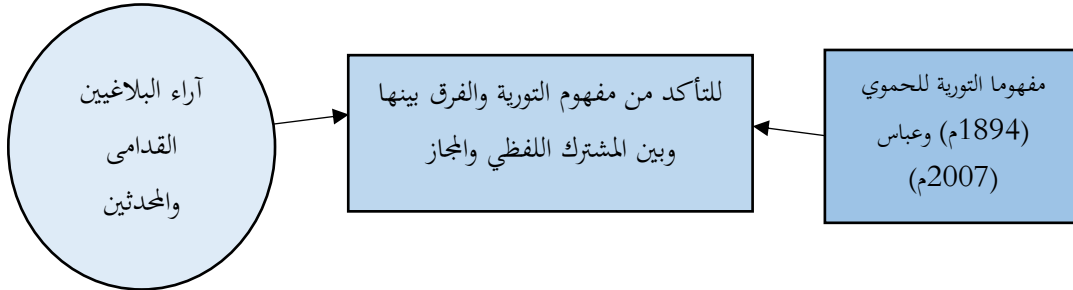 مفهوما التورية للحموي
(1894م) وعباس
(2007م)
للتأكد من مفهوم التورية والفرق بينها
وبين المشترك اللفظي والمجاز
آراء البلاغيين
القدامى
والمحدثين